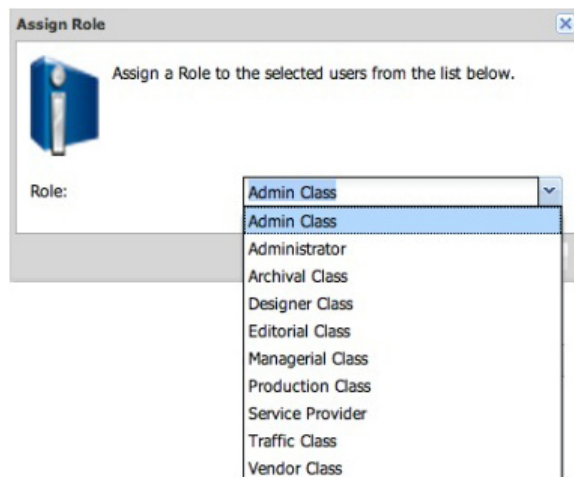 Assign Role
Assign a Role to the selected users from the list below.
Role:
Admin Class
Admin Class
Administrator
Archival Class
Designer Class
Editorial Class
Managerial Class
Production Class
Service Provider
Traffic Class
Vendor Class